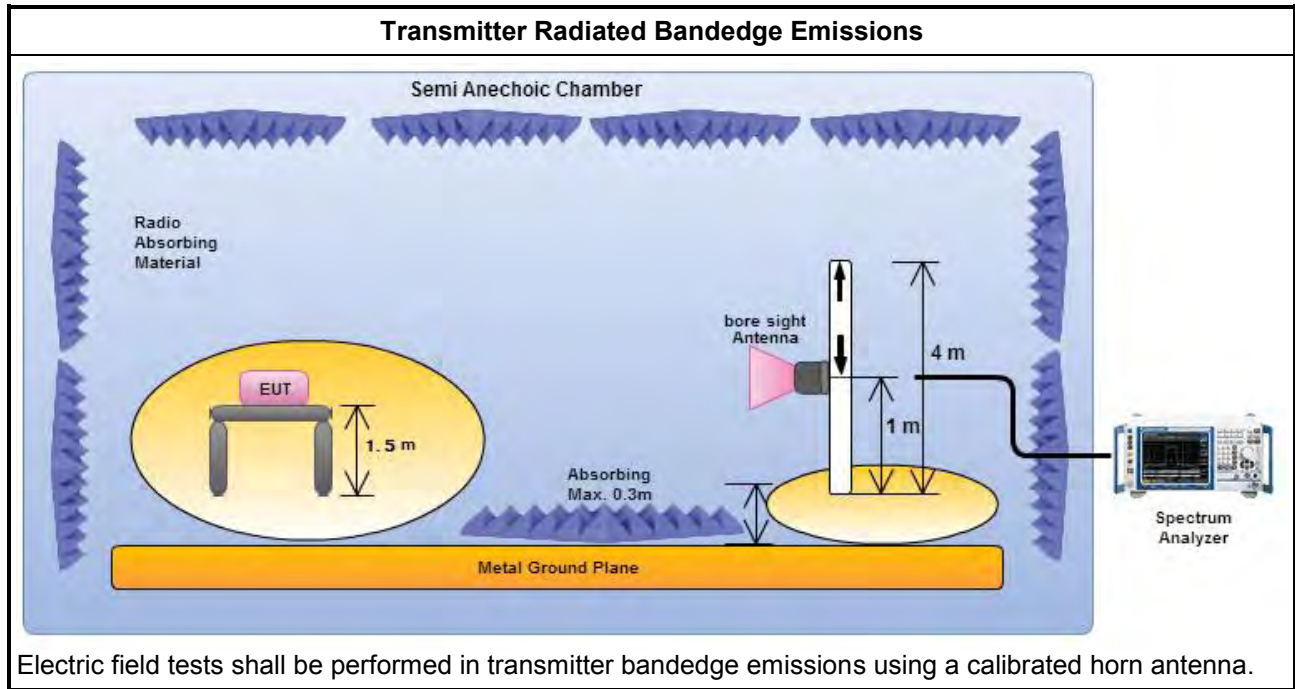 Transmitter Radiated Bandedge Emissions
Semi Anechoic Chamber
Radio
Absorbing
Material
bore sight
Antenna
4 m
EUT
1.5 m
1 m
Absorbing
Max. 0.3m
Spectrum
Analyzer
Metal Ground Plane
Electric field tests shall be performed in transmitter bandedge emissions using a calibrated horn antenna.